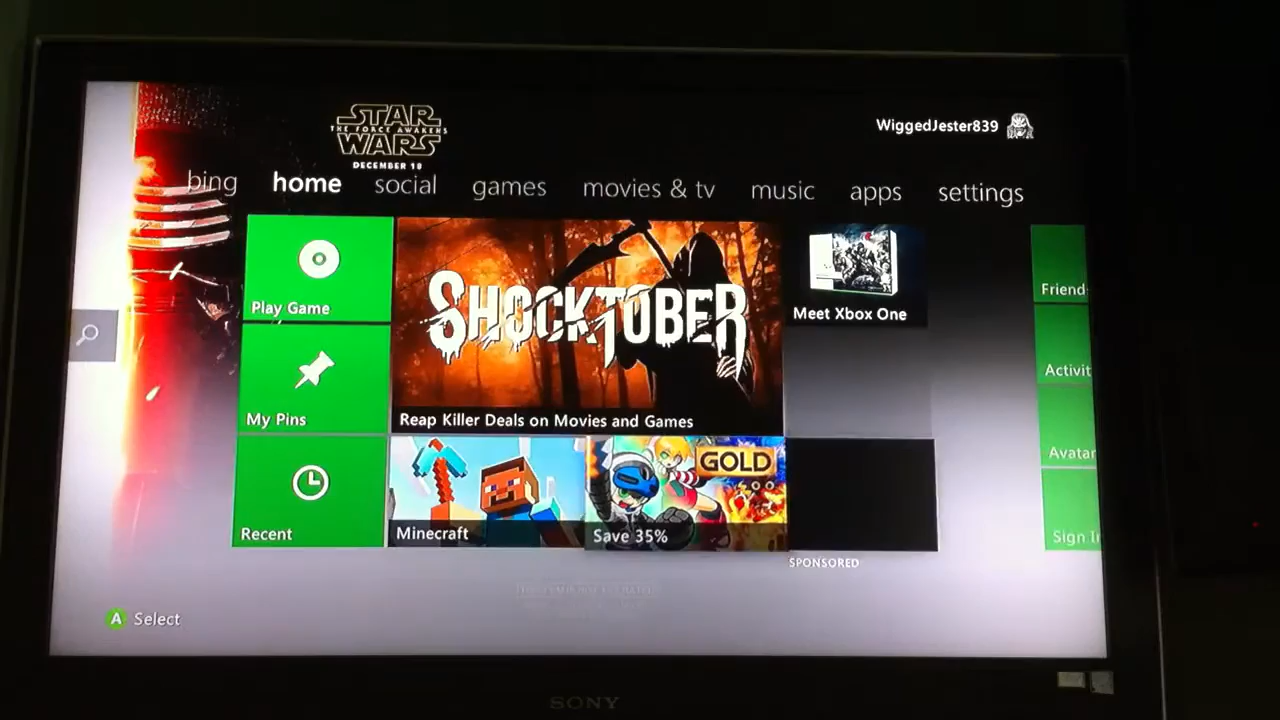 STAR
THE FORCE AWAKENS
WARS
DECEMBER 18
WiggedJester839
bing home social games movies & tv music apps settings
Play Game
SHOCKTOBER
Meet Xbox One
Friend
My Pins
Reap Killer Deals on Movies and Games
Activit
GOLD
Avatar
Recent
Minecraft
Save 35%
Sign In
SPONSORED
A Select
SONY